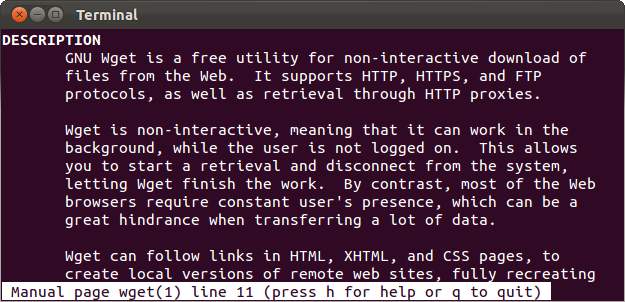 Terminal
DESCRIPTION
GNU Wget is a free utility for non-interactive download of
files from the Web.  It supports HTTP, HTTPS, and FTP
protocols, as well as retrieval through HTTP proxies.
Wget is non-interactive, meaning that it can work in the
background, while the user is not logged on.  This allows
you to start a retrieval and disconnect from the system,
letting Wget finish the work.  By contrast, most of the Web
browsers require constant user's presence, which can be a
great hindrance when transferring a lot of data.
Wget can follow links in HTML, XHTML, and CSS pages, to
create local versions of remote web sites, fully recreating
Manual page wget(1) line 11 (press h for help or q to quit)